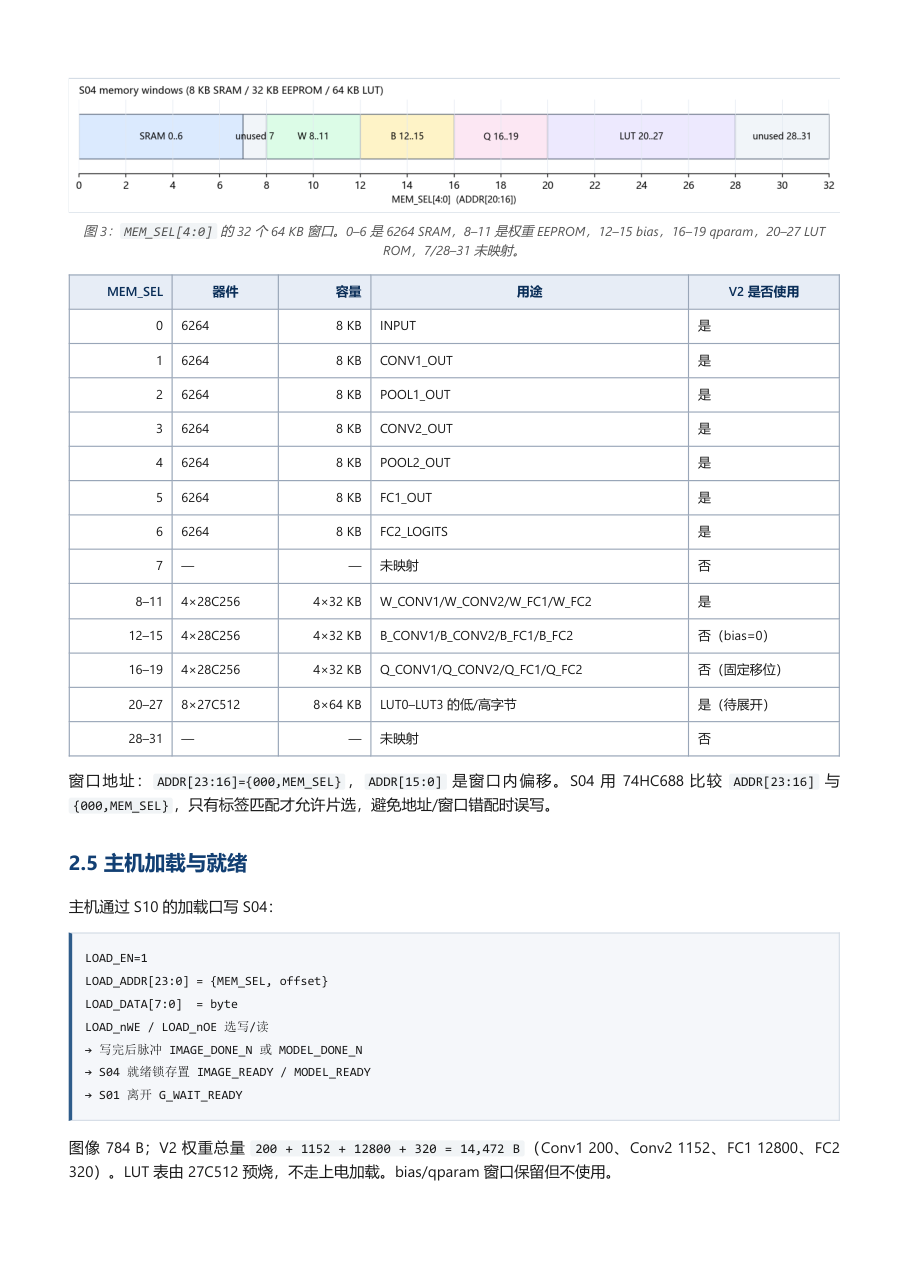 S04 memory windows (8 KB SRAM / 32 KB EEPROM / 64 KB LUT)
SRAM 0..6 unused 7 W 8..11 B 12..15 Q 16..19 LUT 20..27 unused 28..31
0 2 4 6 8 10 12 14 16 18 20 22 24 26 28 30 32
MEM_SEL[4:0] (ADDR[20:16])
图 3： MEM_SEL[4:0] 的 32 个 64 KB 窗口。0–6 是 6264 SRAM，8–11 是权重 EEPROM，12–15 bias，16–19 qparam，20–27 LUT
ROM，7/28–31 未映射。
MEM_SEL 器件 容量 用途 V2 是否使用
0 6264 8 KB INPUT 是
1 6264 8 KB CONV1_OUT 是
2 6264 8 KB POOL1_OUT 是
3 6264 8 KB CONV2_OUT 是
4 6264 8 KB POOL2_OUT 是
5 6264 8 KB FC1_OUT 是
6 6264 8 KB FC2_LOGITS 是
7 — — 未映射 否
8–11 4×28C256 4×32 KB W_CONV1/W_CONV2/W_FC1/W_FC2 是
12–15 4×28C256 4×32 KB B_CONV1/B_CONV2/B_FC1/B_FC2 否（bias=0）
16–19 4×28C256 4×32 KB Q_CONV1/Q_CONV2/Q_FC1/Q_FC2 否（固定移位）
20–27 8×27C512 8×64 KB LUT0–LUT3 的低/高字节 是（待展开）
28–31 — — 未映射 否
窗口地址： ADDR[23:16]={000,MEM_SEL} ， ADDR[15:0] 是窗口内偏移。S04 用 74HC688 比较 ADDR[23:16] 与
{000,MEM_SEL} ，只有标签匹配才允许片选，避免地址/窗口错配时误写。
2.5 主机加载与就绪
主机通过 S10 的加载口写 S04：
LOAD_EN=1
LOAD_ADDR[23:0] = {MEM_SEL, offset}
LOAD_DATA[7:0]  = byte
LOAD_nWE / LOAD_nOE 选写/读
→ 写完后脉冲 IMAGE_DONE_N 或 MODEL_DONE_N
→ S04 就绪锁存置 IMAGE_READY / MODEL_READY
→ S01 离开 G_WAIT_READY
图像 784 B；V2 权重总量 200 + 1152 + 12800 + 320 = 14,472 B （Conv1 200、Conv2 1152、FC1 12800、FC2
320）。LUT 表由 27C512 预烧，不走上电加载。bias/qparam 窗口保留但不使用。